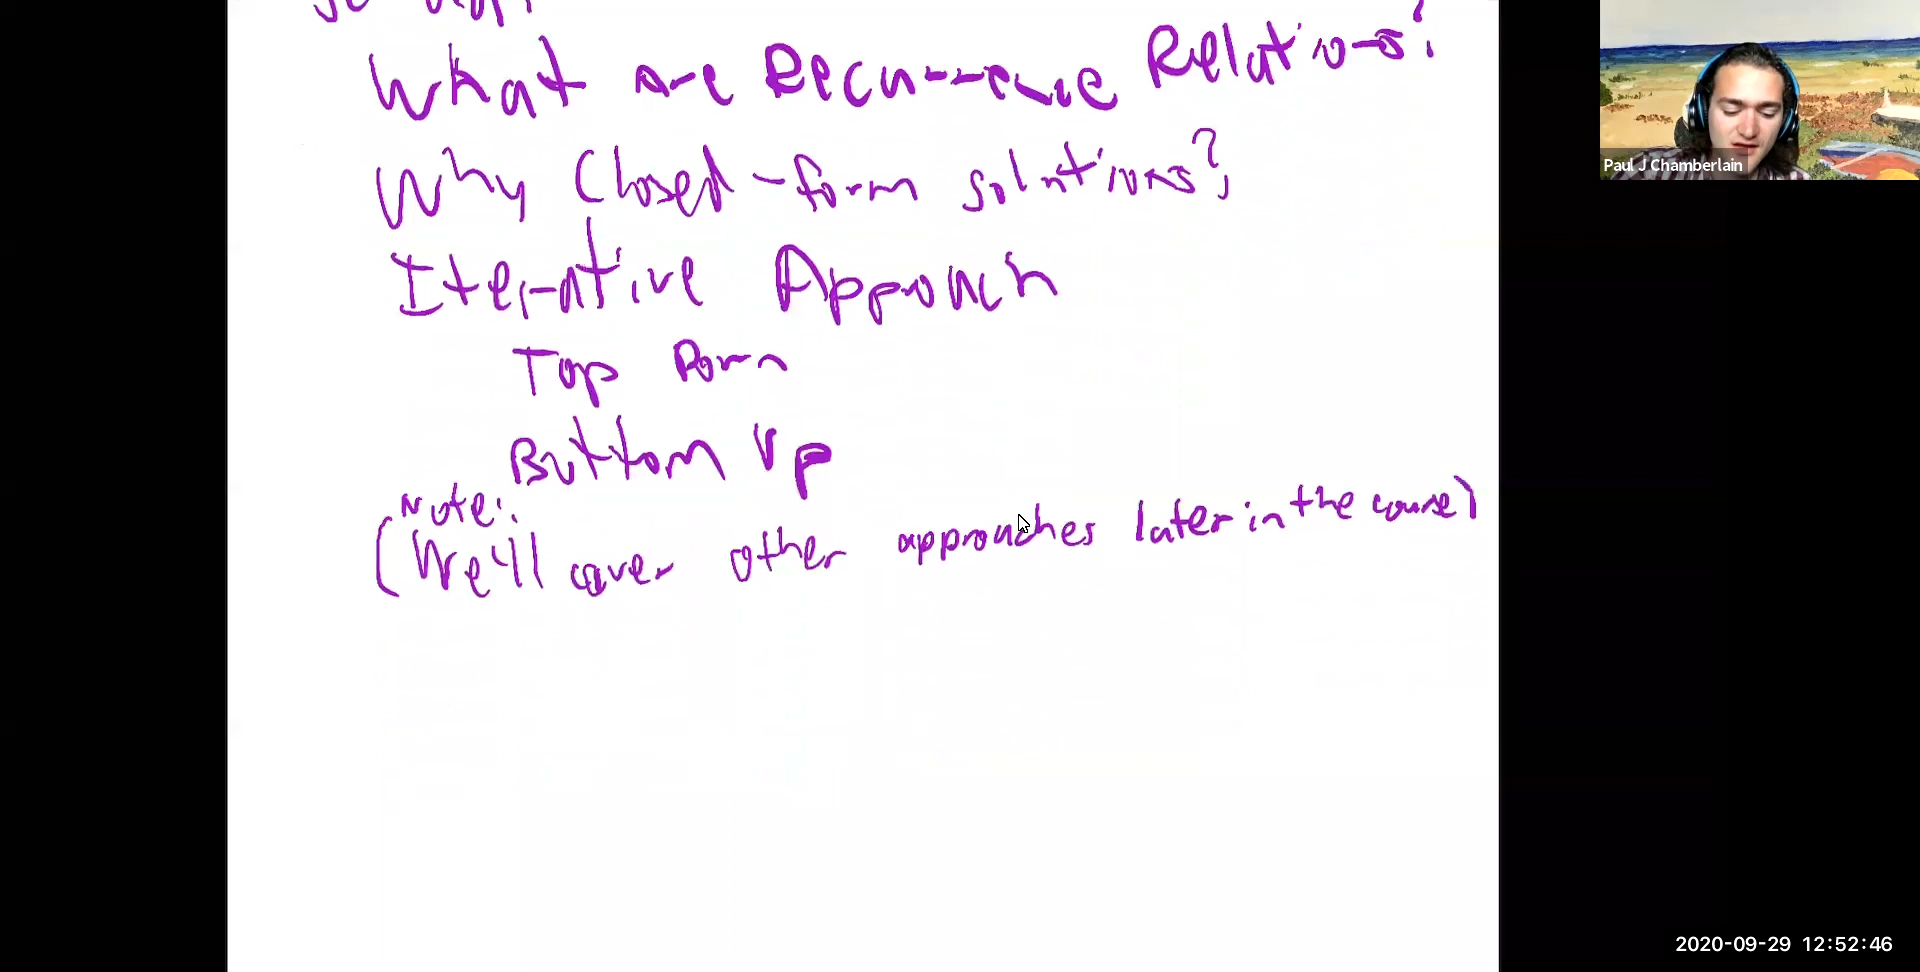 What are Recurrence Relations?
Why Closed-form solutions?
Iterative Approach
Top Down
Bottom Up
Note:
(We'll cover other approaches later in the course)
Paul J Chamberlain
2020-09-29 12:52:46